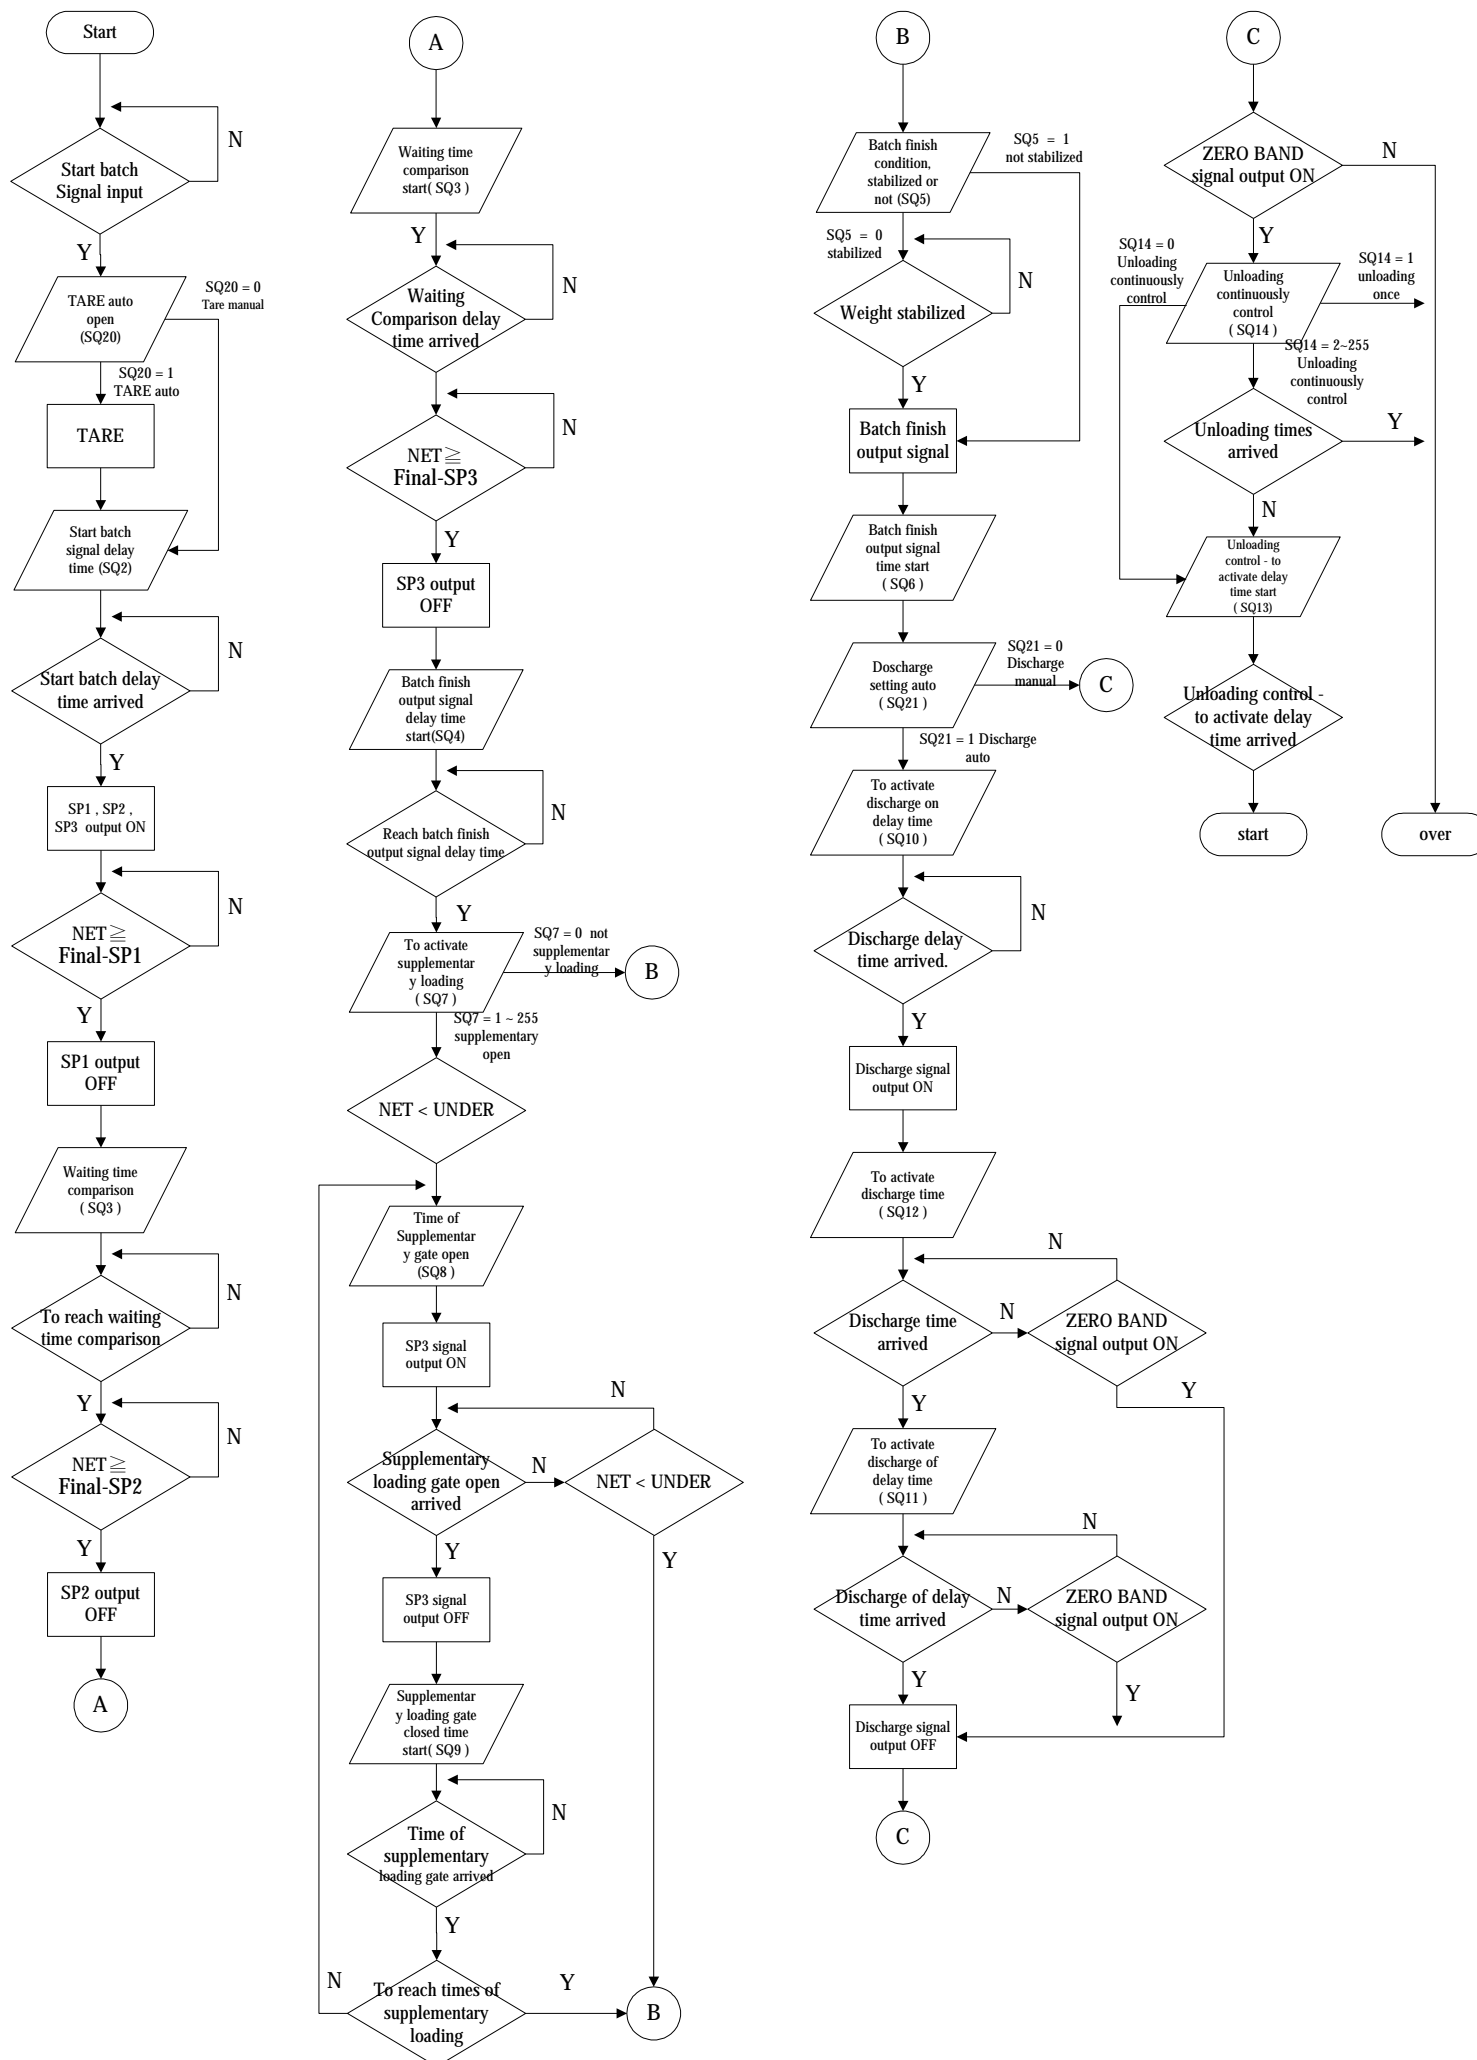 Start
N
Start batch
Signal input
Y
TARE auto
open
(SQ20)
SQ20 = 0
Tare manual
SQ20 = 1
TARE auto
TARE
Start batch
signal delay
time (SQ2)
N
Start batch delay
time arrived
Y
SP1 , SP2 ,
SP3 output ON
N
NET≧
Final-SP1
Y
SP1 output
OFF
Waiting time
comparison
( SQ3 )
N
To reach waiting
time comparison
Y
N
NET≧
Final-SP2
Y
SP2 output
OFF
A
A
Waiting time
comparison
start( SQ3 )
Y
N
Waiting
Comparison delay
time arrived
N
NET≧
Final-SP3
Y
SP3 output
OFF
Batch finish
output signal
delay time
start(SQ4)
N
Reach batch finish
output signal delay time
Y
To activate
supplementar
y loading
( SQ7 )
SQ7 = 0 not
supplementar
y loading
B
SQ7 = 1 ~ 255
supplementary
open
NET < UNDER
Time of
Supplementar
y gate open
(SQ8 )
SP3 signal
output ON
N
Supplementary
loading gate open
arrived
N
NET < UNDER
Y
Y
SP3 signal
output OFF
Supplementar
y loading gate
closed time
start( SQ9 )
N
Time of
supplementary
loading gate arrived
Y
N
To reach times of
supplementary
loading
Y
B
B
Batch finish
condition,
stabilized or
not (SQ5)
SQ5 = 1
not stabilized
SQ5 = 0
stabilized
N
Weight stabilized
Y
Batch finish
output signal
Batch finish
output signal
time start
( SQ6 )
Doscharge
setting auto
( SQ21 )
SQ21 = 0
Discharge
manual
C
SQ21 = 1 Discharge
auto
To activate
discharge on
delay time
( SQ10 )
N
Discharge delay
time arrived.
Y
Discharge signal
output ON
To activate
discharge time
( SQ12 )
N
Discharge time
arrived
N
ZERO BAND
signal output ON
Y
Y
To activate
discharge of
delay time
( SQ11 )
N
Discharge of delay
time arrived
N
ZERO BAND
signal output ON
Y
Y
Discharge signal
output OFF
C
C
ZERO BAND
signal output ON
N
Y
SQ14 = 0
Unloading
continuously
control
Unloading
continuously
control
( SQ14 )
SQ14 = 1
unloading
once
SQ14 = 2~255
Unloading
continuously
control
Unloading times
arrived
Y
N
Unloading
control - to
activate delay
time start
( SQ13)
Unloading control -
to activate delay
time arrived
start
over